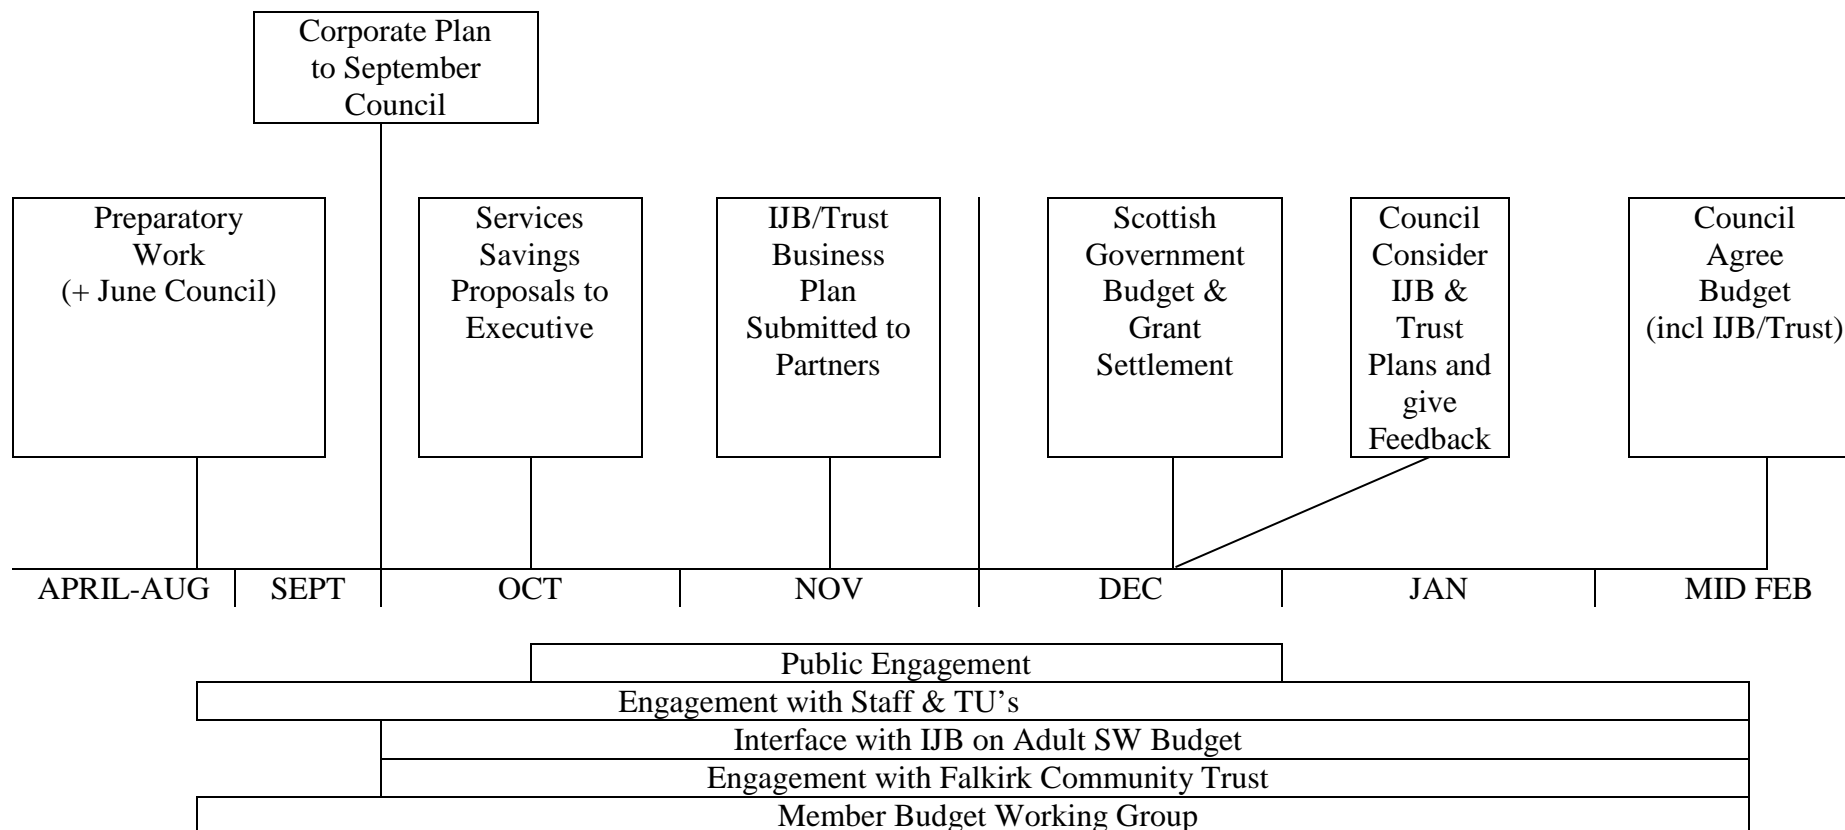 Corporate Plan
to September
Council
Preparatory
Work
(+ June Council)
Services
Savings
Proposals to
Executive
IJB/Trust
Business
Plan
Submitted to
Partners
Scottish
Government
Budget &
Grant
Settlement
Council
Consider
IJB &
Trust
Plans and
give
Feedback
Council
Agree
Budget
(incl IJB/Trust)
APRIL-AUG SEPT OCT NOV DEC JAN MID FEB
Public Engagement
Engagement with Staff & TU’s
Interface with IJB on Adult SW Budget
Engagement with Falkirk Community Trust
Member Budget Working Group